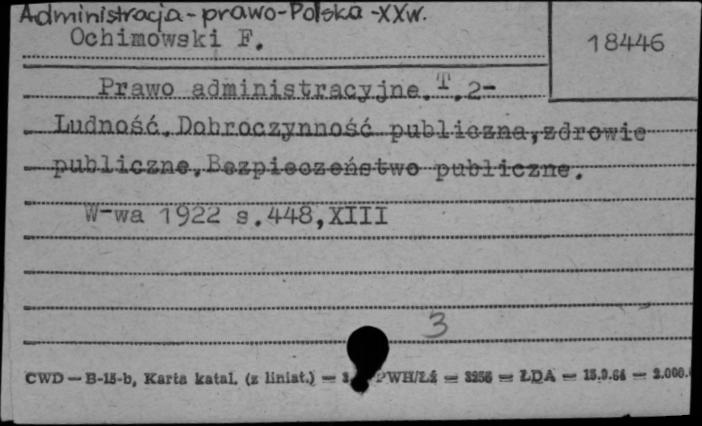 Administracja-prawo-Polska-XXw.
Ochimowski F.
18446
Prawo administracyjne.T.2-
Ludność.Dobroczynność publiczna,zdrowie
publiczne.Bezpieczeństwo publiczne.
W-wa 1922 s.448,XIII
3
CWD — B-15-b, Karta katal. (z liniat.) — PWH/Łź — 3256 — ŁDA — 15.9.64 — 2.000.